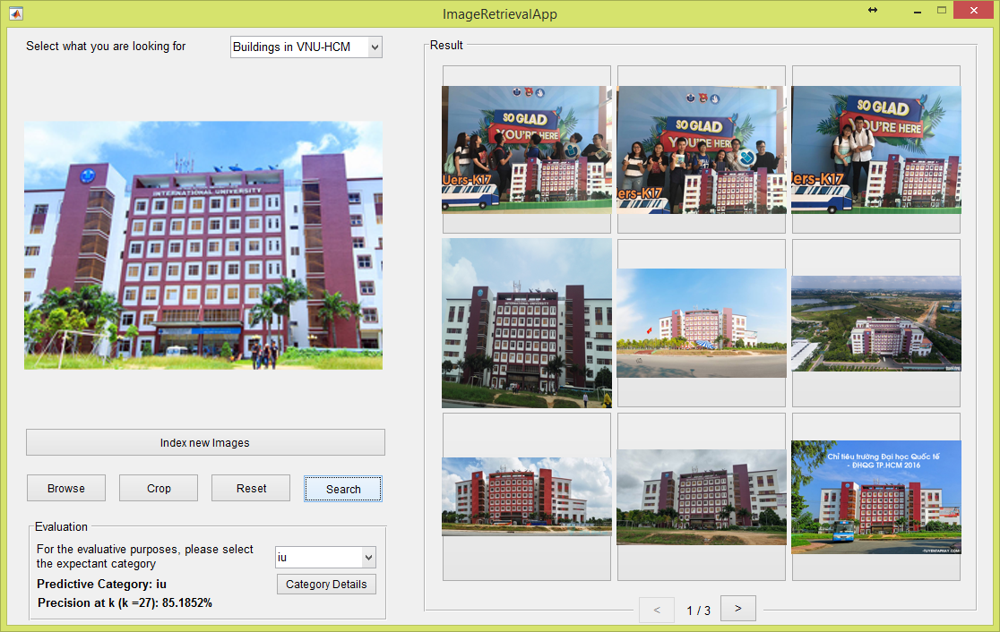 ImageRetrievalApp
Select what you are looking for
Buildings in VNU-HCM
INTERNATIONAL UNIVERSITY
Index new Images
Browse
Crop
Reset
Search
Evaluation
For the evaluative purposes, please select
the expectant category
iu
Predictive Category: iu
Category Details
Precision at k (k =27): 85.1852%
Result
SO GLAD
YOU'RE HERE
Uers-K17
SO GLAD
YOU'RE HERE
ers-K17
SO GLAD
YOU'RE HERE
Uers-K17
INTERNATIONAL UNIVERSITY
Chỉ tiêu trường Đại học Quốc tế
- ĐHQG TP.HCM 2016
<
1 / 3
>